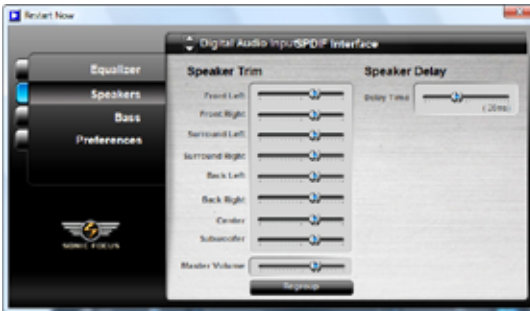 Restart Now
Digital Audio Input SPDIF Interface
Equalizer
Speakers
Bass
Preferences
Speaker Trim
Front Left
Front Right
Surround Left
Surround Right
Back Left
Back Right
Center
Subwoofer
Master Volume
Regroup
Speaker Delay
Delay Time
(20ms)
SONIC FOCUS